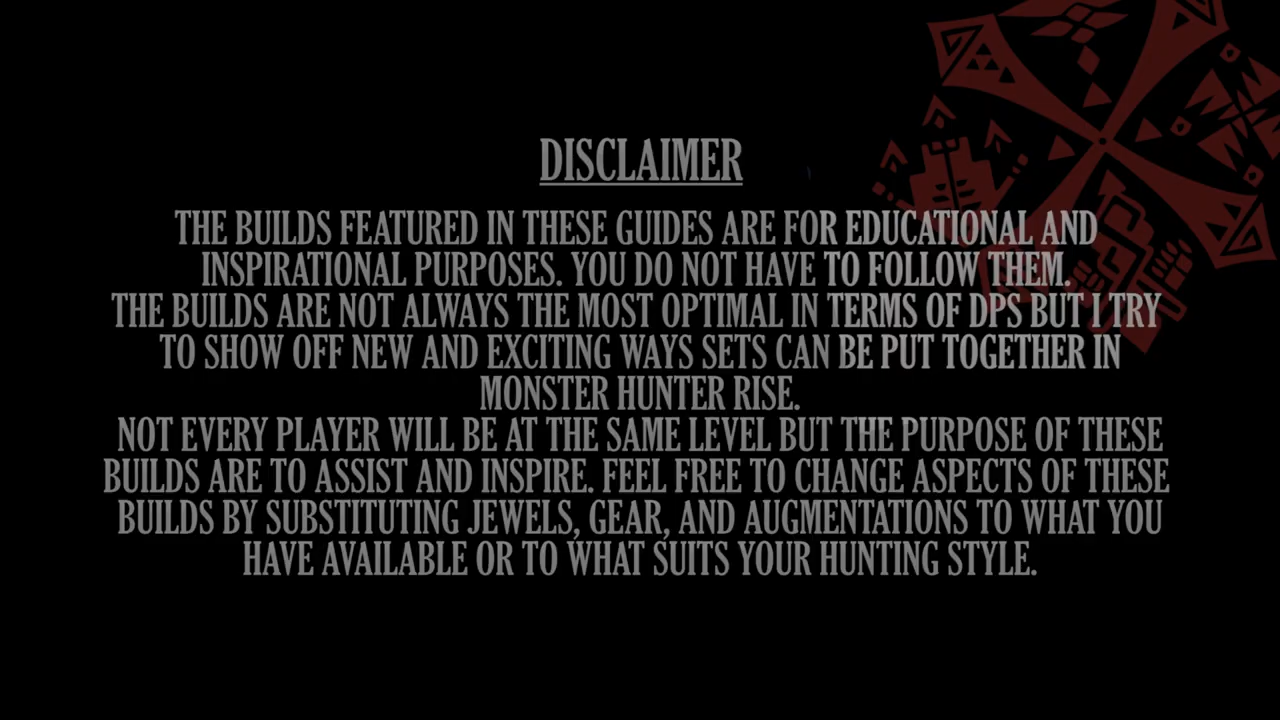 DISCLAIMER
THE BUILDS FEATURED IN THESE GUIDES ARE FOR EDUCATIONAL AND
INSPIRATIONAL PURPOSES. YOU DO NOT HAVE TO FOLLOW THEM.
THE BUILDS ARE NOT ALWAYS THE MOST OPTIMAL IN TERMS OF DPS BUT I TRY
TO SHOW OFF NEW AND EXCITING WAYS SETS CAN BE PUT TOGETHER IN
MONSTER HUNTER RISE.
NOT EVERY PLAYER WILL BE AT THE SAME LEVEL BUT THE PURPOSE OF THESE
BUILDS ARE TO ASSIST AND INSPIRE. FEEL FREE TO CHANGE ASPECTS OF THESE
BUILDS BY SUBSTITUTING JEWELS, GEAR, AND AUGMENTATIONS TO WHAT YOU
HAVE AVAILABLE OR TO WHAT SUITS YOUR HUNTING STYLE.